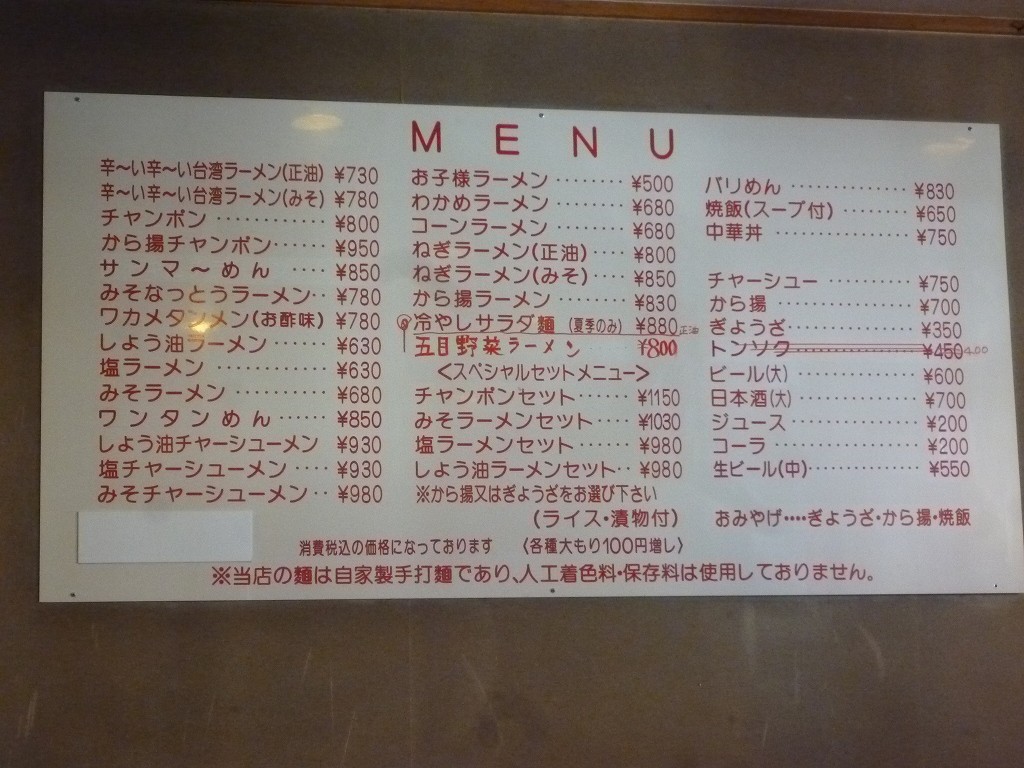 MENU
辛〜い辛〜い台湾ラーメン(正油) ¥730
辛〜い辛〜い台湾ラーメン(みそ) ¥780
チャンポン ············ ¥800
から揚チャンポン······ ¥950
サンマ〜めん ···· ¥850
みそなっとうラーメン·· ¥780
ワカメタンメン(お酢味) ¥780
しよう油ラーメン······ ¥630
塩ラーメン ··········· ¥630
みそラーメン ········· ¥680
ワンタンめん ······ ¥850
しよう油チャーシューメン ¥930
塩チャーシューメン···· ¥930
みそチャーシューメン·· ¥980
お子様ラーメン ········ ¥500
わかめラーメン ········ ¥680
コーンラーメン ········ ¥680
ねぎラーメン(正油)···· ¥800
ねぎラーメン(みそ)···· ¥850
から揚ラーメン ········ ¥830
冷やしサラダ麺 (夏季のみ) ¥880 正油
五目野菜ラーメン ¥800
<スペシャルセットメニュー>
チャンポンセット······· ¥1150
みそラーメンセット····· ¥1030
塩ラーメンセット······· ¥980
しよう油ラーメンセット·· ¥980
※から揚又はぎょうざをお選び下さい
(ライス・漬物付)
バリめん ·············· ¥830
焼飯(スープ付) ········· ¥650
中華丼 ··············· ¥750
チャーシュー ·········· ¥750
から揚 ··············· ¥700
ぎょうざ·············· ¥350
トンソク ¥450 400
ビール(大) ············ ¥600
日本酒(大) ············ ¥700
ジュース ············· ¥200
コーラ ··············· ¥200
生ビール(中)············ ¥550
おみやげ····ぎょうざ・から揚・焼飯
消費税込の価格になっております 〈各種大もり100円増し〉
※当店の麺は自家製手打麺であり、人工着色料・保存料は使用しておりません。